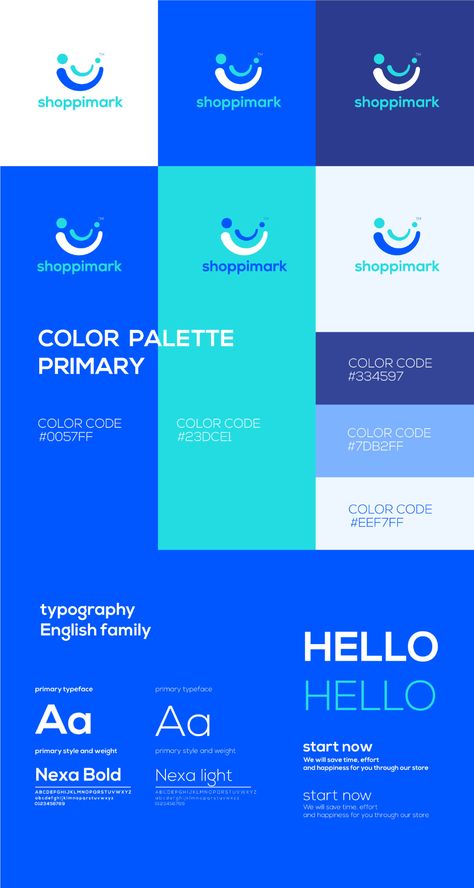 TM
shoppimark
TM
shoppimark
TM
shoppimark
TM
shoppimark
TM
shoppimark
TM
shoppimark
COLOR PALETTE
PRIMARY
COLOR CODE
#0057FF
COLOR CODE
#23DCE1
COLOR CODE
#334597
COLOR CODE
#7DB2FF
COLOR CODE
#EEF7FF
typography
English family
primary typeface
Aa
primary style and weight
Nexa Bold
ABCDEFGHIJKLMNOPQRSTUVWXYZ
abcdefghijklmnopqrstuvwxyz
0123456789
primary typeface
Aa
primary style and weight
Nexa light
ABCDEFGHIJKLMNOPQRSTUVWXYZ
abcdefghijklmnopqrstuvwxyz
0123456789
HELLO
HELLO
start now
We will save time, effort
and happiness for you through our store
start now
We will save time, effort
and happiness for you through our store